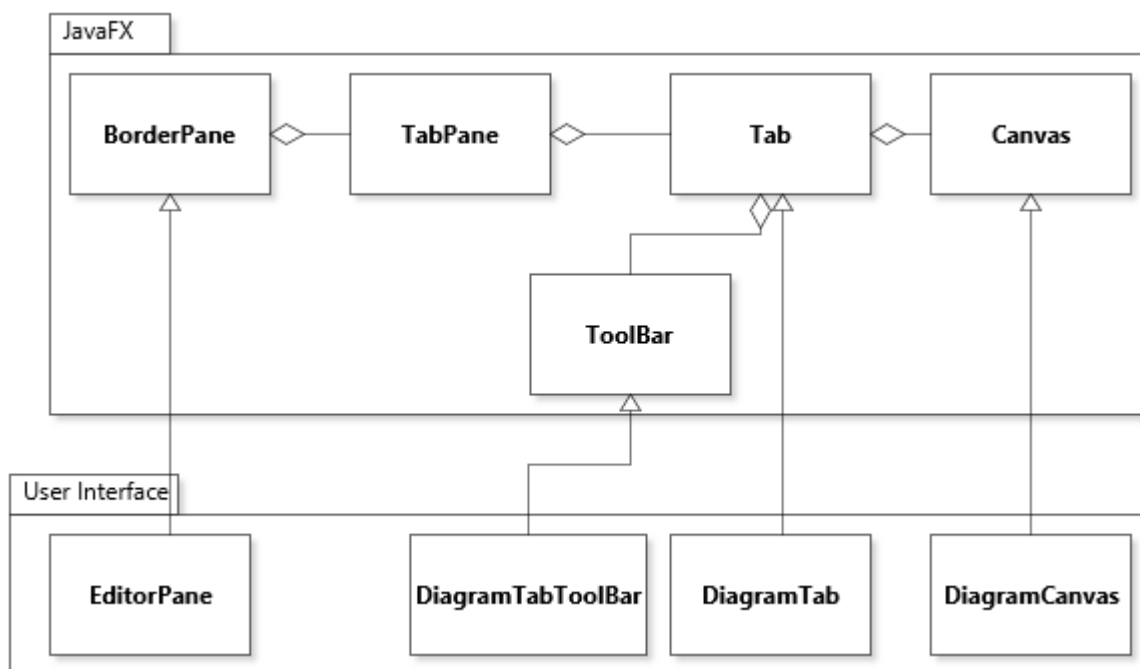 JavaFX
BorderPane
TabPane
Tab
Canvas
ToolBar
User Interface
EditorPane
DiagramTabToolBar
DiagramTab
DiagramCanvas